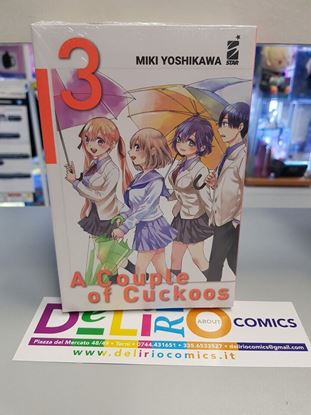 3
MIKI YOSHIKAWA
STAR
A Couple
of Cuckoos
DELIRIO ABOUT COMICS
Piazza del Mercato 48/49 - Terni - 0744.431651 - 335.6533527 - deliriocomics@gmail.com
www.deliriocomics.it